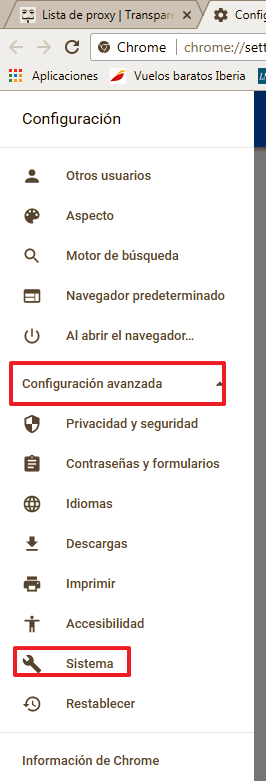 Lista de proxy | Transpare
Config
Chrome | chrome://sett
Aplicaciones
Vuelos baratos Iberia
Configuración
Otros usuarios
Aspecto
Motor de búsqueda
Navegador predeterminado
Al abrir el navegador...
Configuración avanzada
Privacidad y seguridad
Contraseñas y formularios
Idiomas
Descargas
Imprimir
Accesibilidad
Sistema
Restablecer
Información de Chrome